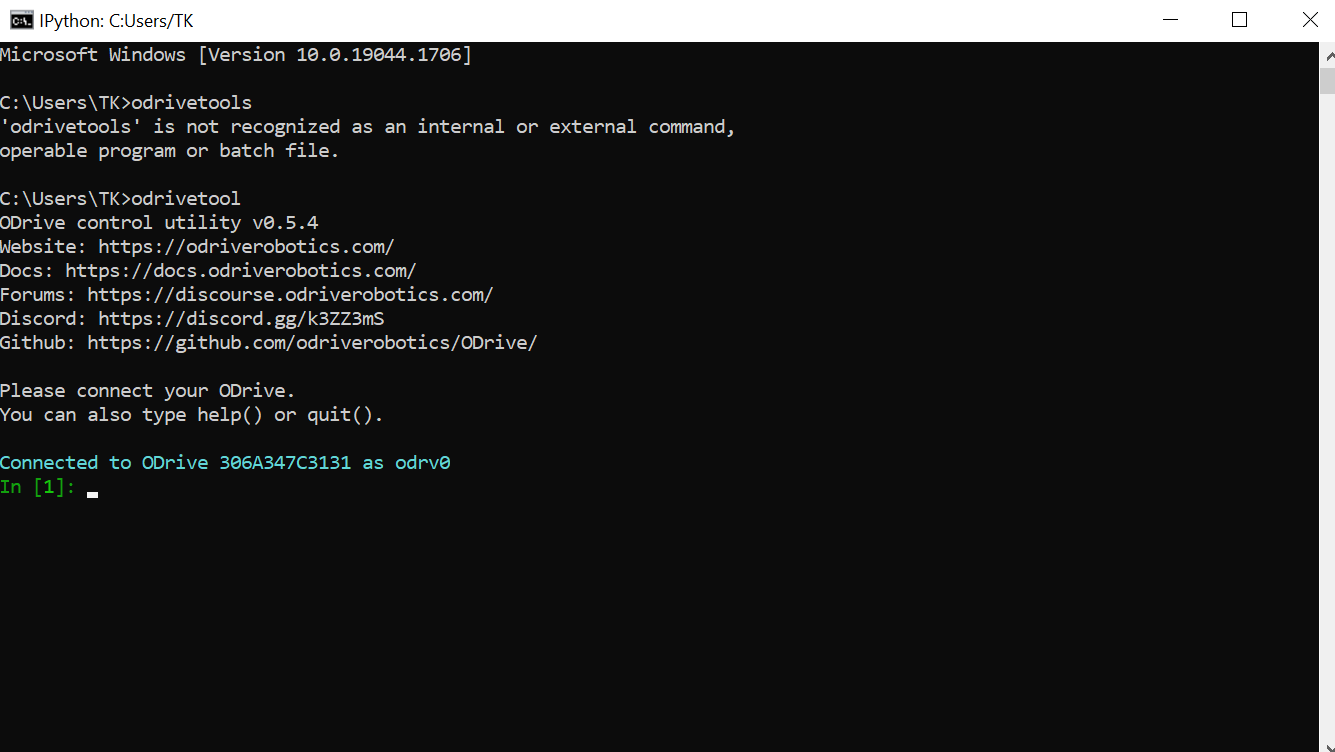 IPython: C:Users/TK
Microsoft Windows [Version 10.0.19044.1706]
C:\Users\TK>odrivetools
'odrivetools' is not recognized as an internal or external command,
operable program or batch file.
C:\Users\TK>odrivetool
ODrive control utility v0.5.4
Website: https://odriverobotics.com/
Docs: https://docs.odriverobotics.com/
Forums: https://discourse.odriverobotics.com/
Discord: https://discord.gg/k3ZZ3mS
Github: https://github.com/odriverobotics/ODrive/
Please connect your ODrive.
You can also type help() or quit().
Connected to ODrive 306A347C3131 as odrv0
In [1]: